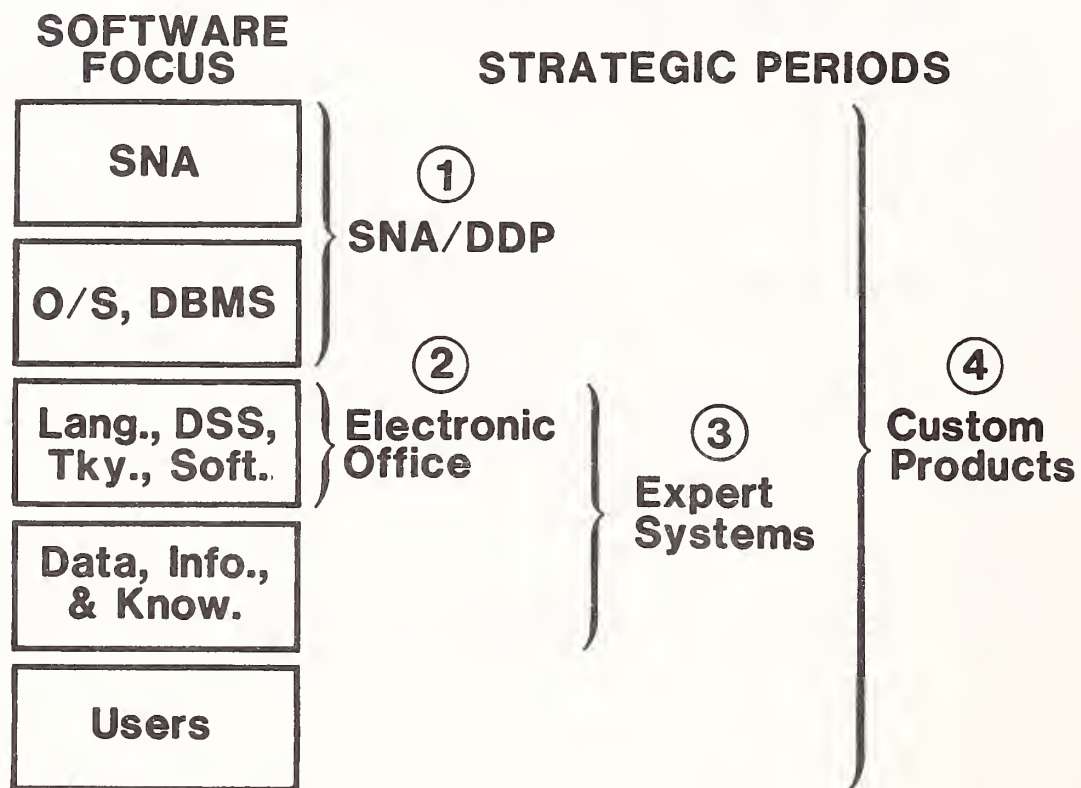 SOFTWARE
FOCUS
STRATEGIC PERIODS
SNA
①
SNA/DDP
O/S, DBMS
②
Electronic
Office
Lang., DSS,
Tky., Soft.
③
Expert
Systems
④
Custom
Products
Data, Info.,
& Know.
Users